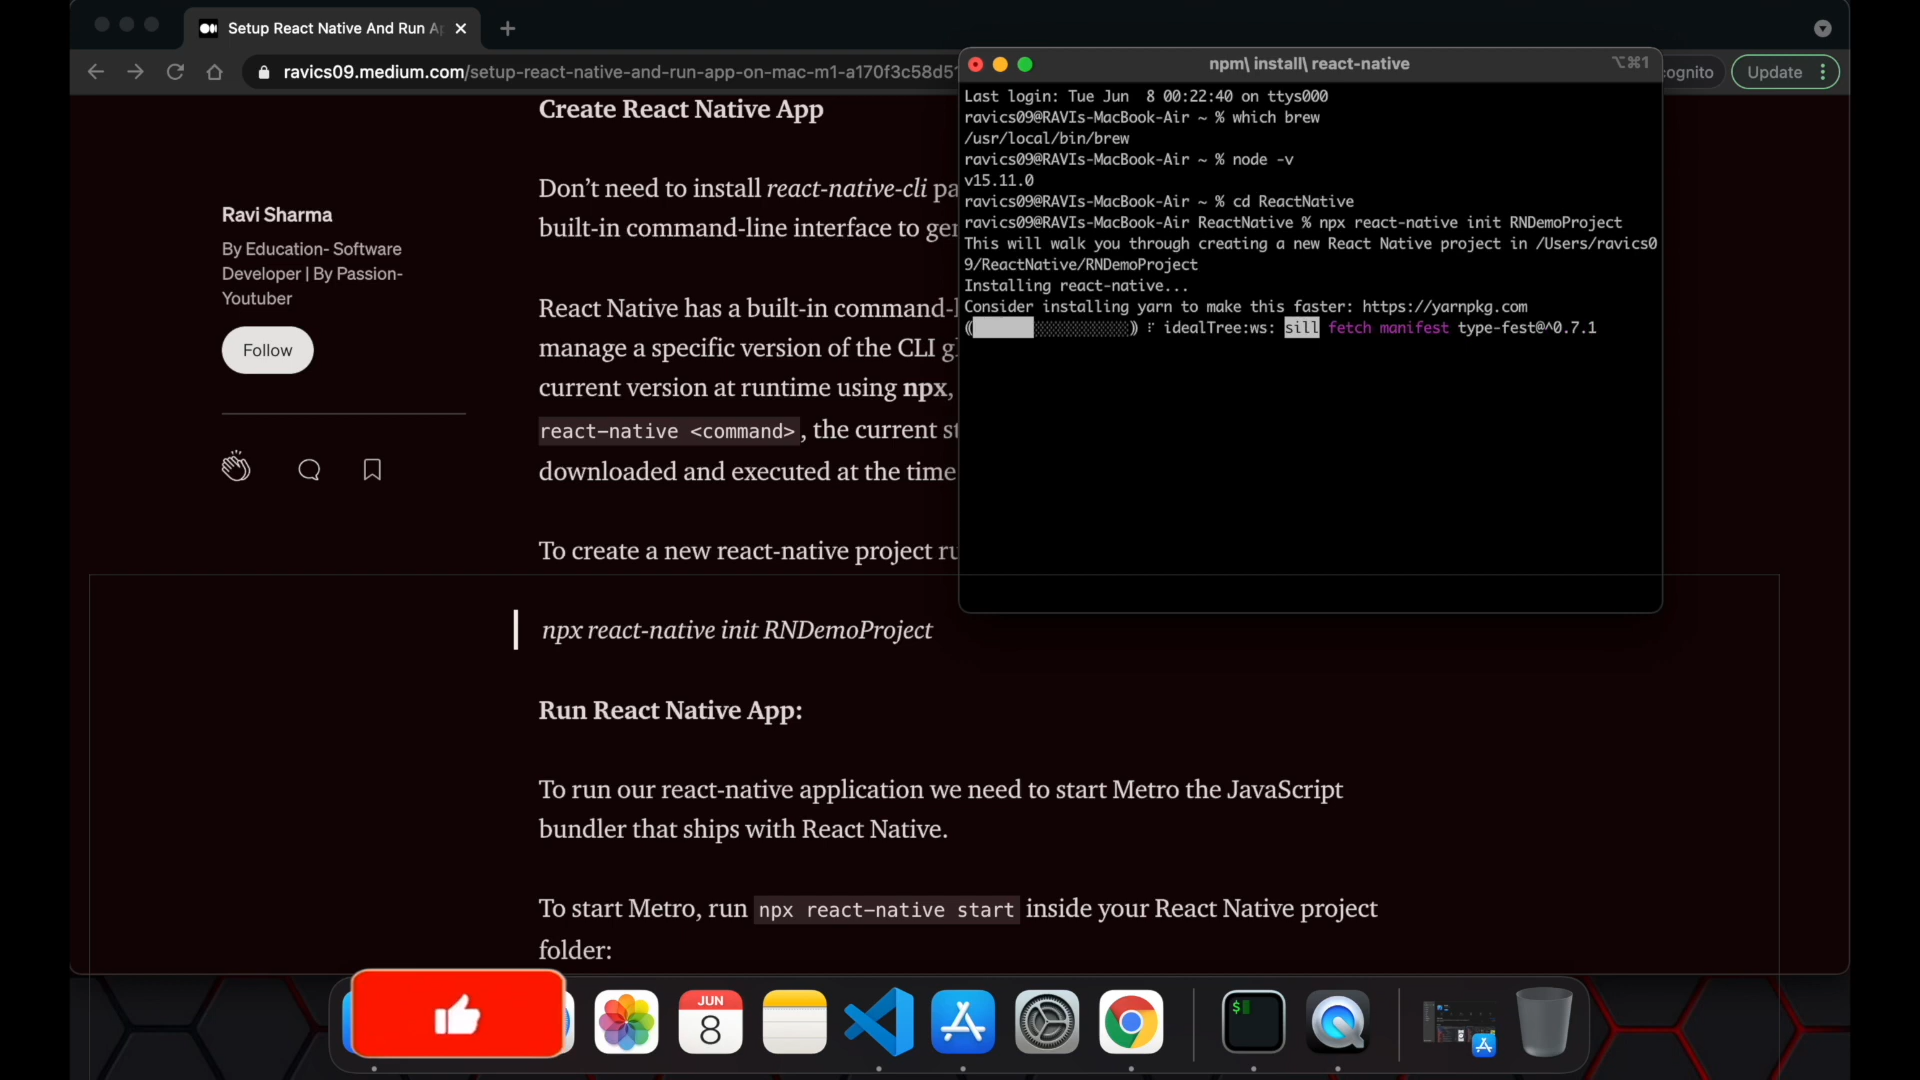 Setup React Native And Run A
ravics09.medium.com/setup-react-native-and-run-app-on-mac-m1-a170f3c58d5
ognito
Update
Create React Native App
Don’t need to install react-native-cli pa
built-in command-line interface to ge
React Native has a built-in command-l
manage a specific version of the CLI gl
current version at runtime using npx,
react-native <command>, the current st
downloaded and executed at the time
To create a new react-native project ru
npx react-native init RNDemoProject
Run React Native App:
To run our react-native application we need to start Metro the JavaScript
bundler that ships with React Native.
To start Metro, run npx react-native start inside your React Native project
folder:
Ravi Sharma
By Education- Software
Developer | By Passion-
Youtuber
Follow
npm\ install\ react-native
⌥⌘1
Last login: Tue Jun  8 00:22:40 on ttys000
ravics09@RAVIs-MacBook-Air ~ % which brew
/usr/local/bin/brew
ravics09@RAVIs-MacBook-Air ~ % node -v
v15.11.0
ravics09@RAVIs-MacBook-Air ~ % cd ReactNative
ravics09@RAVIs-MacBook-Air ReactNative % npx react-native init RNDemoProject
This will walk you through creating a new React Native project in /Users/ravics0
9/ReactNative/RNDemoProject
Installing react-native...
Consider installing yarn to make this faster: https://yarnpkg.com
idealTree:ws: sill fetch manifest type-fest@^0.7.1
JUN
8
$